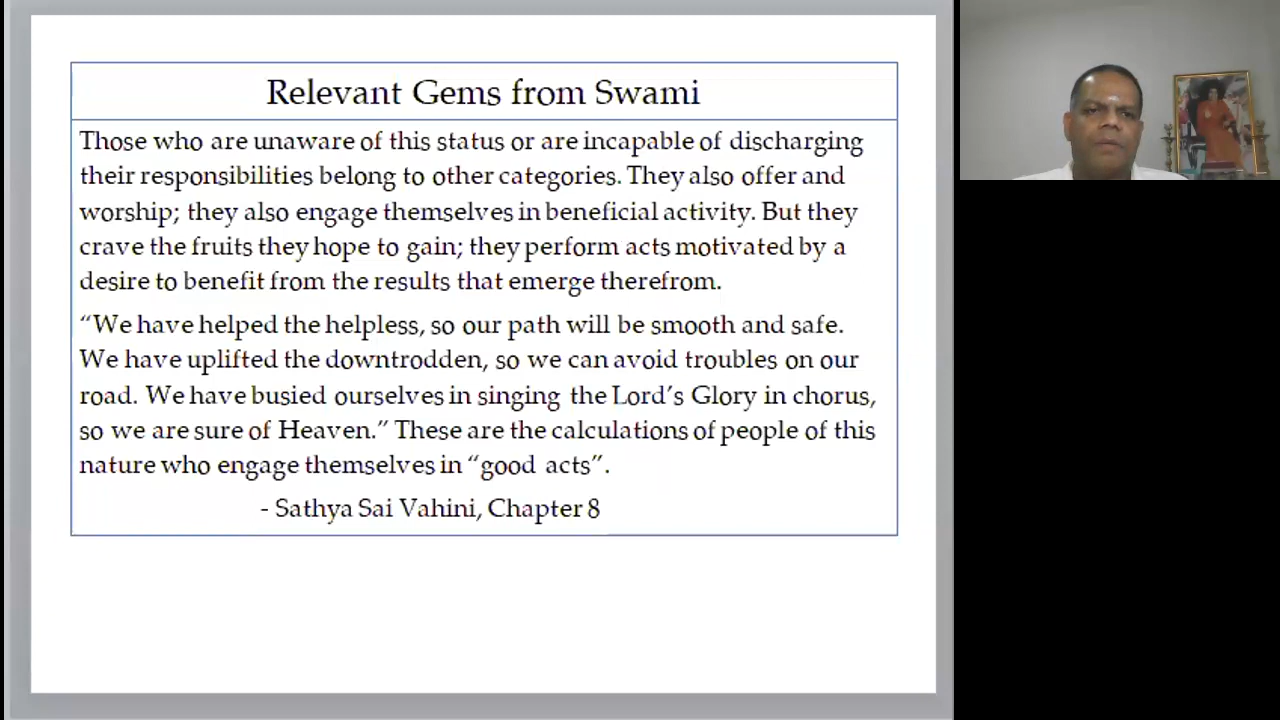 Relevant Gems from Swami
Those who are unaware of this status or are incapable of discharging
their responsibilities belong to other categories. They also offer and
worship; they also engage themselves in beneficial activity. But they
crave the fruits they hope to gain; they perform acts motivated by a
desire to benefit from the results that emerge therefrom.
“We have helped the helpless, so our path will be smooth and safe.
We have uplifted the downtrodden, so we can avoid troubles on our
road. We have busied ourselves in singing the Lord’s Glory in chorus,
so we are sure of Heaven.” These are the calculations of people of this
nature who engage themselves in “good acts”.
- Sathya Sai Vahini, Chapter 8